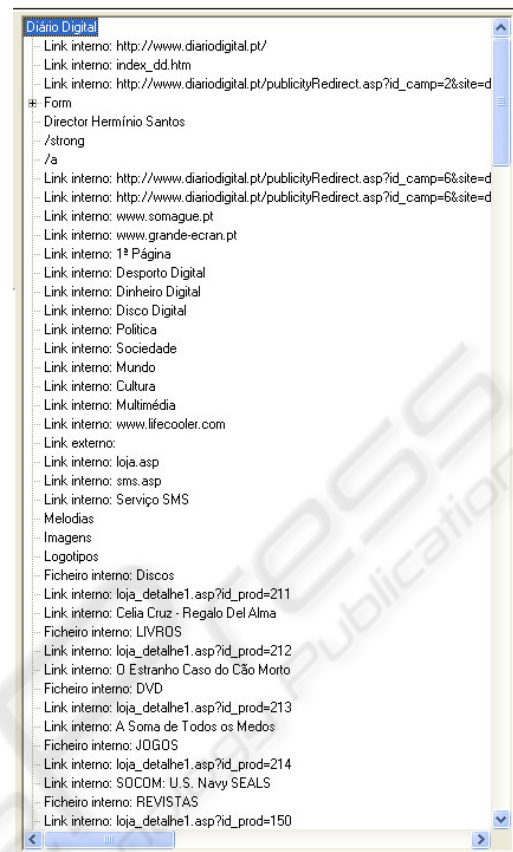 Diário Digital
Link interno: http://www.diariodigital.pt/
Link interno: index_dd.htm
Link interno: http://www.diariodigital.pt/publicityRedirect.asp?id_camp=2&site=d
Form
Director Hermínio Santos
/strong
/a
Link interno: http://www.diariodigital.pt/publicityRedirect.asp?id_camp=6&site=d
Link interno: http://www.diariodigital.pt/publicityRedirect.asp?id_camp=6&site=d
Link interno: www.somague.pt
Link interno: www.grande-ecran.pt
Link interno: 1ª Página
Link interno: Desporto Digital
Link interno: Dinheiro Digital
Link interno: Disco Digital
Link interno: Politica
Link interno: Sociedade
Link interno: Mundo
Link interno: Cultura
Link interno: Multimédia
Link interno: www.lifecooler.com
Link externo:
Link interno: loja.asp
Link interno: sms.asp
Link interno: Serviço SMS
Melodias
Imagens
Logotipos
Ficheiro interno: Discos
Link interno: loja_detalhe1.asp?id_prod=211
Link interno: Celia Cruz - Regalo Del Alma
Ficheiro interno: LIVROS
Link interno: loja_detalhe1.asp?id_prod=212
Link interno: O Estranho Caso do Cão Morto
Ficheiro interno: DVD
Link interno: loja_detalhe1.asp?id_prod=213
Link interno: A Soma de Todos os Medos
Ficheiro interno: JOGOS
Link interno: loja_detalhe1.asp?id_prod=214
Link interno: SOCOM: U.S. Navy SEALS
Ficheiro interno: REVISTAS
Link interno: loja_detalhe1.asp?id_prod=150